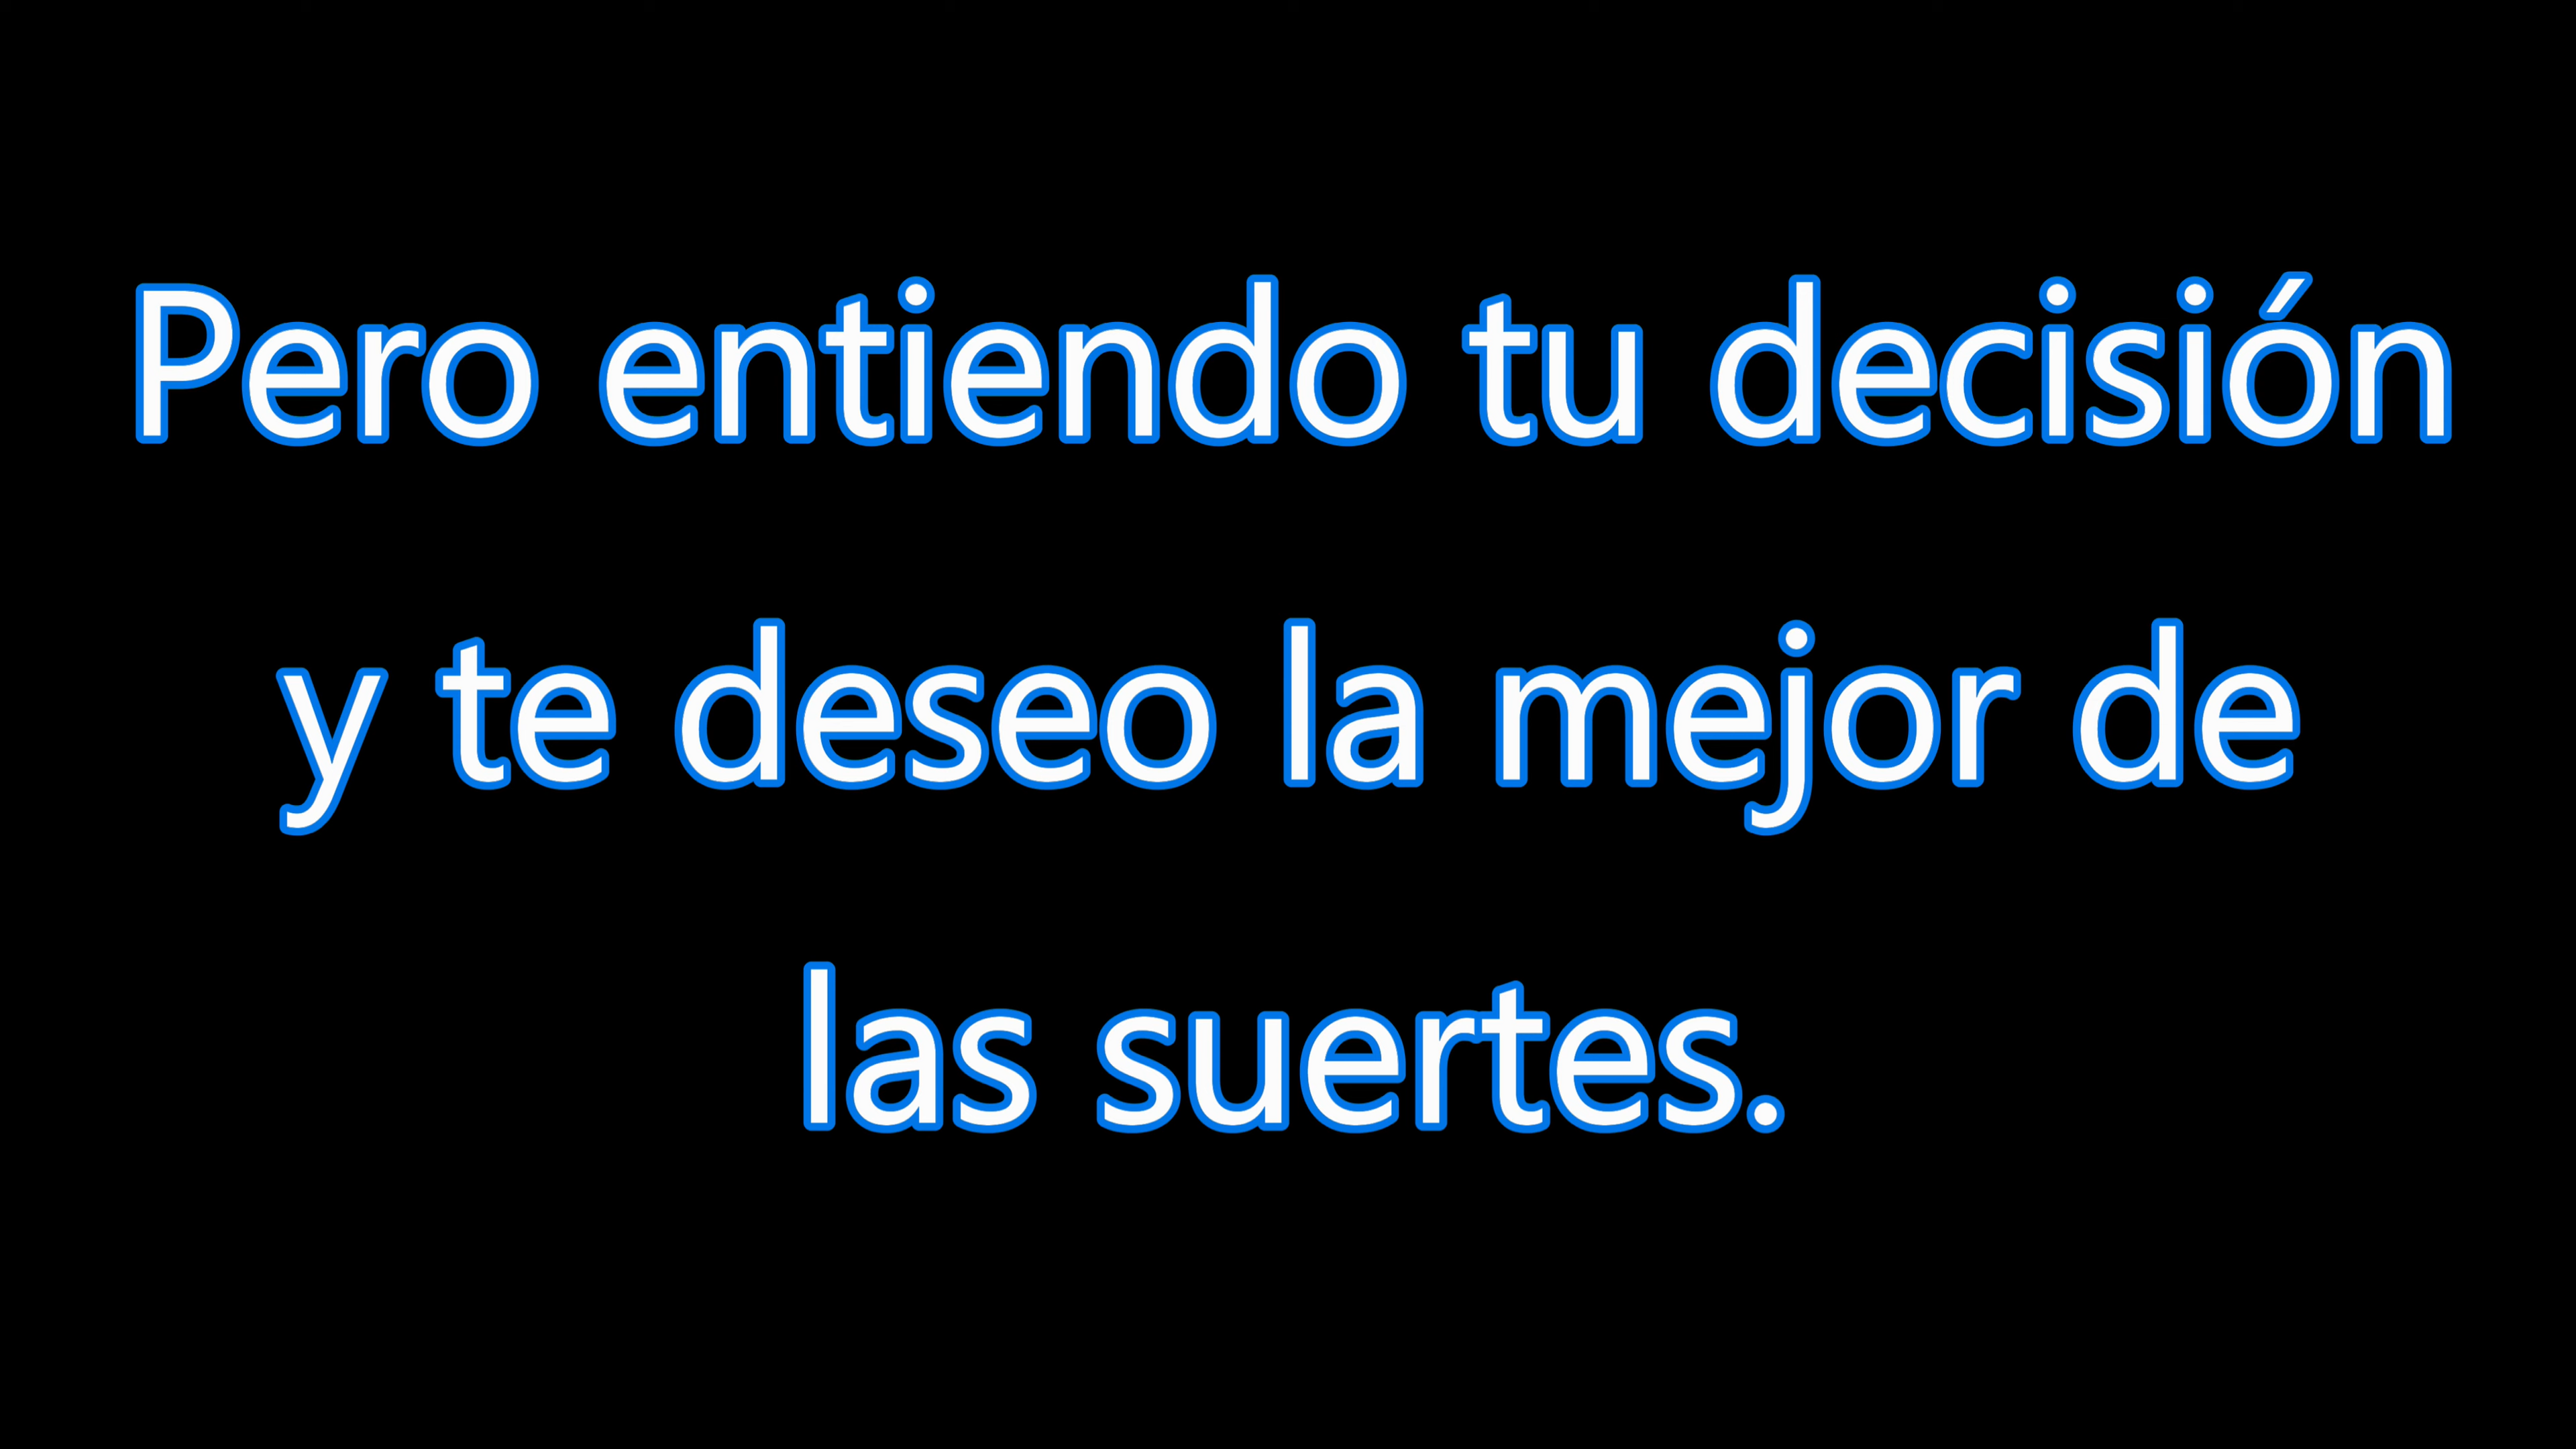 Pero entiendo tu decisión
y te deseo la mejor de
las suertes.